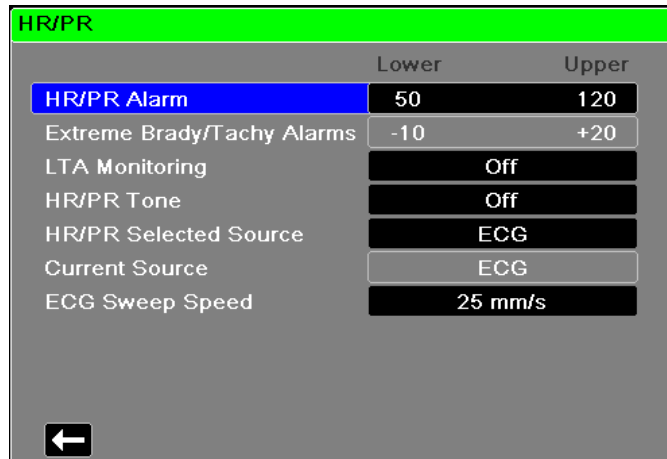 HR/PR
Lower Upper
HR/PR Alarm 50 120
Extreme Brady/Tachy Alarms -10 +20
LTA Monitoring Off
HR/PR Tone Off
HR/PR Selected Source ECG
Current Source ECG
ECG Sweep Speed 25 mm/s